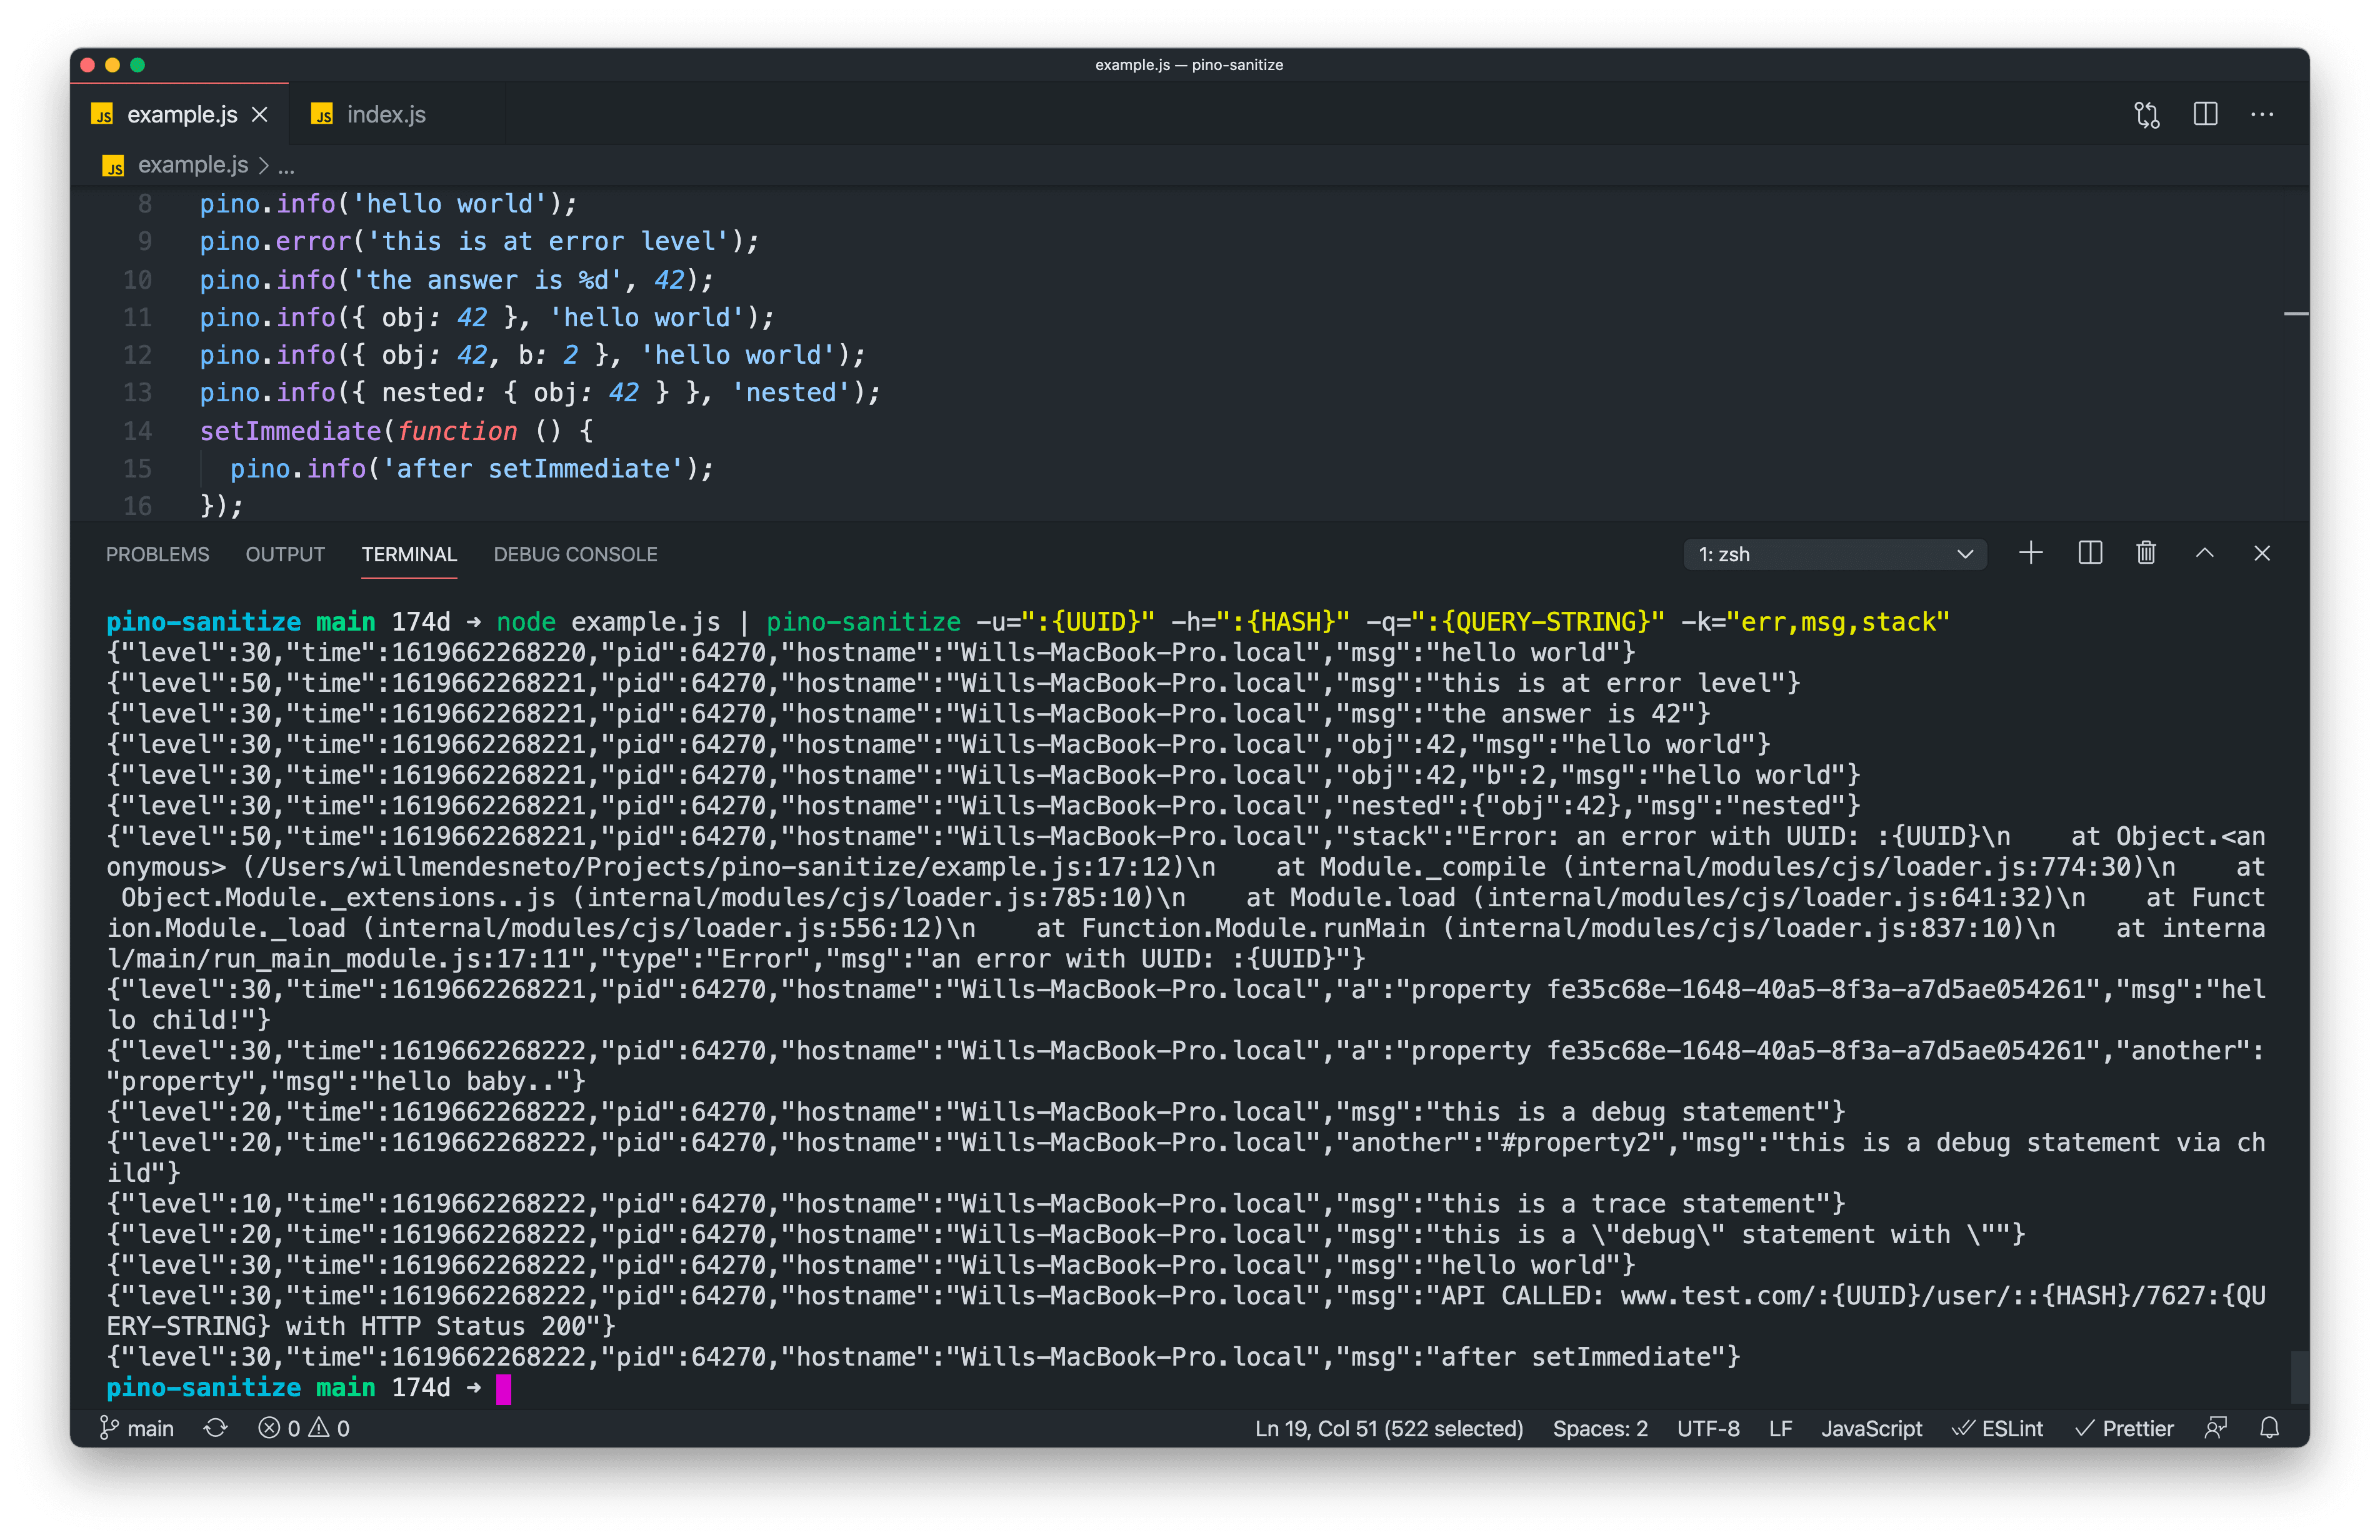 example.js — pino-sanitize
JS example.js
JS index.js
JS example.js > ...
8 pino.info('hello world');
9 pino.error('this is at error level');
10 pino.info('the answer is %d', 42);
11 pino.info({ obj: 42 }, 'hello world');
12 pino.info({ obj: 42, b: 2 }, 'hello world');
13 pino.info({ nested: { obj: 42 } }, 'nested');
14 setImmediate(function () {
15 pino.info('after setImmediate');
16 });
PROBLEMS OUTPUT TERMINAL DEBUG CONSOLE 1: zsh
pino-sanitize main 174d → node example.js | pino-sanitize -u=":{UUID}" -h=":{HASH}" -q=":{QUERY-STRING}" -k="err,msg,stack"
{"level":30,"time":1619662268220,"pid":64270,"hostname":"Wills-MacBook-Pro.local","msg":"hello world"}
{"level":50,"time":1619662268221,"pid":64270,"hostname":"Wills-MacBook-Pro.local","msg":"this is at error level"}
{"level":30,"time":1619662268221,"pid":64270,"hostname":"Wills-MacBook-Pro.local","msg":"the answer is 42"}
{"level":30,"time":1619662268221,"pid":64270,"hostname":"Wills-MacBook-Pro.local","obj":42,"msg":"hello world"}
{"level":30,"time":1619662268221,"pid":64270,"hostname":"Wills-MacBook-Pro.local","obj":42,"b":2,"msg":"hello world"}
{"level":30,"time":1619662268221,"pid":64270,"hostname":"Wills-MacBook-Pro.local","nested":{"obj":42},"msg":"nested"}
{"level":50,"time":1619662268221,"pid":64270,"hostname":"Wills-MacBook-Pro.local","stack":"Error: an error with UUID: :{UUID}\n    at Object.<an
onymous> (/Users/willmendesneto/Projects/pino-sanitize/example.js:17:12)\n    at Module._compile (internal/modules/cjs/loader.js:774:30)\n    at
 Object.Module._extensions..js (internal/modules/cjs/loader.js:785:10)\n    at Module.load (internal/modules/cjs/loader.js:641:32)\n    at Funct
ion.Module._load (internal/modules/cjs/loader.js:556:12)\n    at Function.Module.runMain (internal/modules/cjs/loader.js:837:10)\n    at interna
l/main/run_main_module.js:17:11","type":"Error","msg":"an error with UUID: :{UUID}"}
{"level":30,"time":1619662268221,"pid":64270,"hostname":"Wills-MacBook-Pro.local","a":"property fe35c68e-1648-40a5-8f3a-a7d5ae054261","msg":"hel
lo child!"}
{"level":30,"time":1619662268222,"pid":64270,"hostname":"Wills-MacBook-Pro.local","a":"property fe35c68e-1648-40a5-8f3a-a7d5ae054261","another":
"property","msg":"hello baby.."}
{"level":20,"time":1619662268222,"pid":64270,"hostname":"Wills-MacBook-Pro.local","msg":"this is a debug statement"}
{"level":20,"time":1619662268222,"pid":64270,"hostname":"Wills-MacBook-Pro.local","another":"#property2","msg":"this is a debug statement via ch
ild"}
{"level":10,"time":1619662268222,"pid":64270,"hostname":"Wills-MacBook-Pro.local","msg":"this is a trace statement"}
{"level":20,"time":1619662268222,"pid":64270,"hostname":"Wills-MacBook-Pro.local","msg":"this is a \"debug\" statement with \""}
{"level":30,"time":1619662268222,"pid":64270,"hostname":"Wills-MacBook-Pro.local","msg":"hello world"}
{"level":30,"time":1619662268222,"pid":64270,"hostname":"Wills-MacBook-Pro.local","msg":"API CALLED: www.test.com/:{UUID}/user/::{HASH}/7627:{QU
ERY-STRING} with HTTP Status 200"}
{"level":30,"time":1619662268222,"pid":64270,"hostname":"Wills-MacBook-Pro.local","msg":"after setImmediate"}
pino-sanitize main 174d →
main 0 0 Ln 19, Col 51 (522 selected) Spaces: 2 UTF-8 LF JavaScript ESLint Prettier